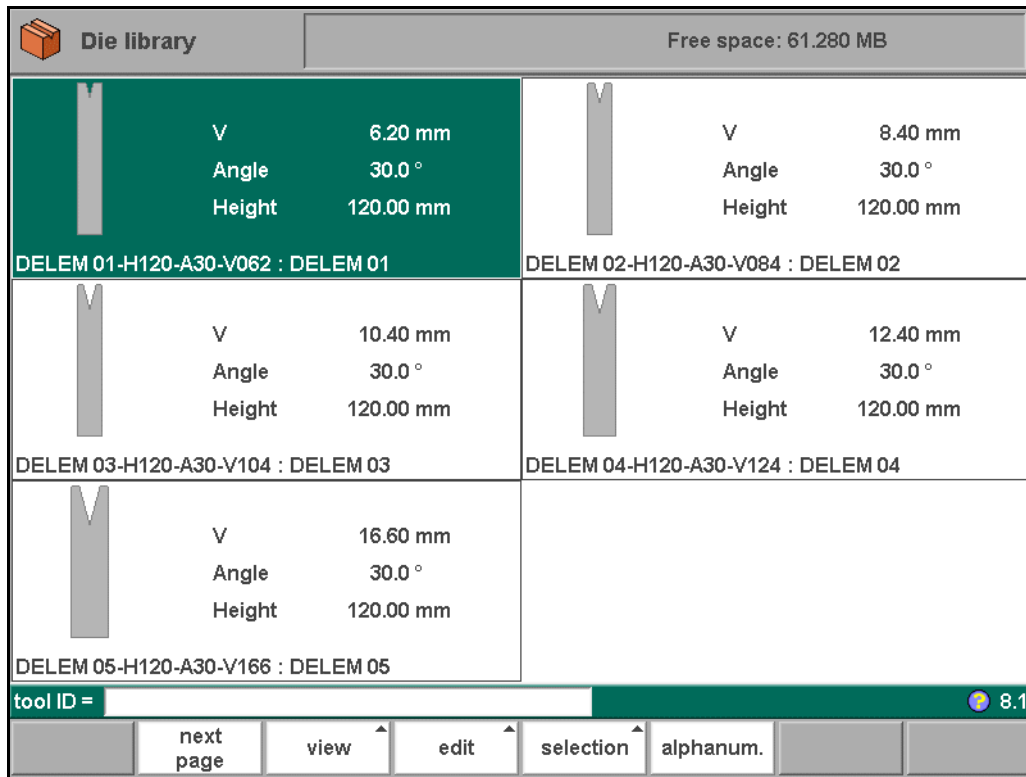 Die library
Free space: 61.280 MB
V 6.20 mm
Angle 30.0 °
Height 120.00 mm
DELEM 01-H120-A30-V062 : DELEM 01
V 8.40 mm
Angle 30.0 °
Height 120.00 mm
DELEM 02-H120-A30-V084 : DELEM 02
V 10.40 mm
Angle 30.0 °
Height 120.00 mm
DELEM 03-H120-A30-V104 : DELEM 03
V 12.40 mm
Angle 30.0 °
Height 120.00 mm
DELEM 04-H120-A30-V124 : DELEM 04
V 16.60 mm
Angle 30.0 °
Height 120.00 mm
DELEM 05-H120-A30-V166 : DELEM 05
tool ID =
? 8.1
next page
view
edit
selection
alphanum.